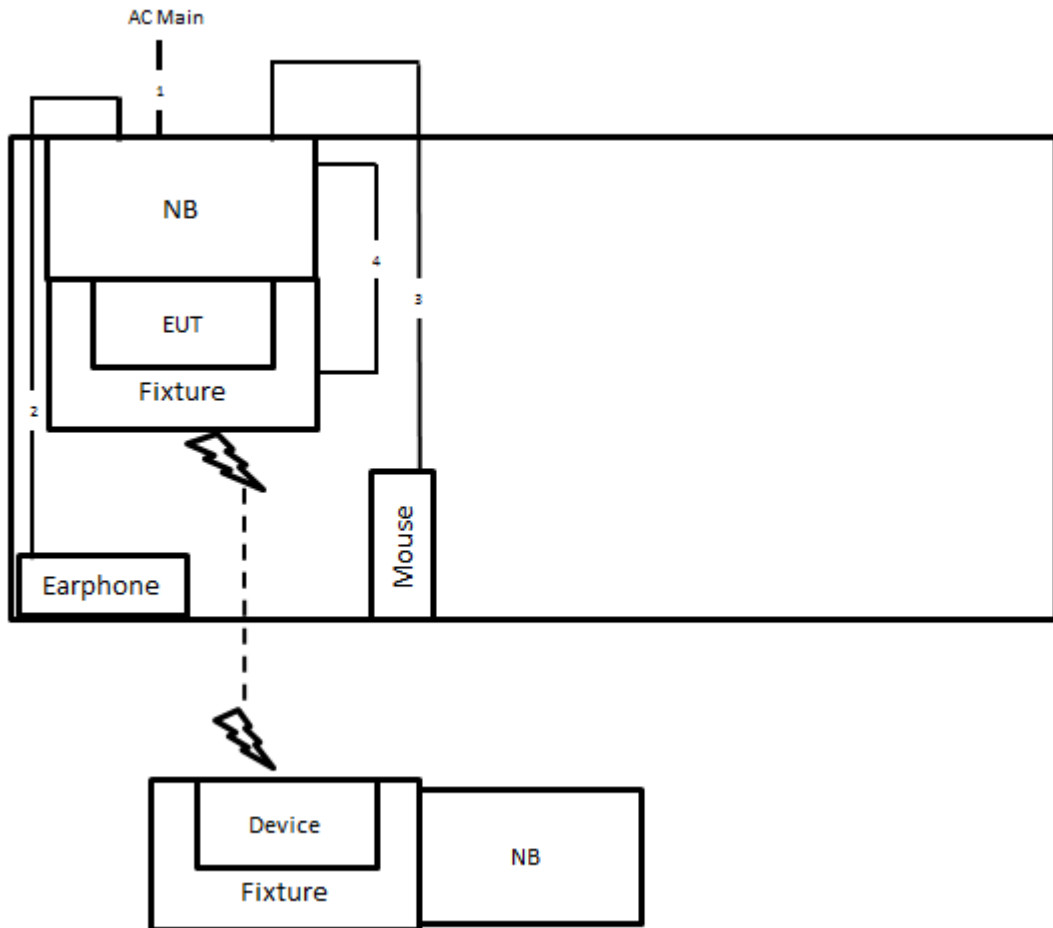 AC Main
1
NB
4
3
EUT
Fixture
2
Mouse
Earphone
Device
NB
Fixture